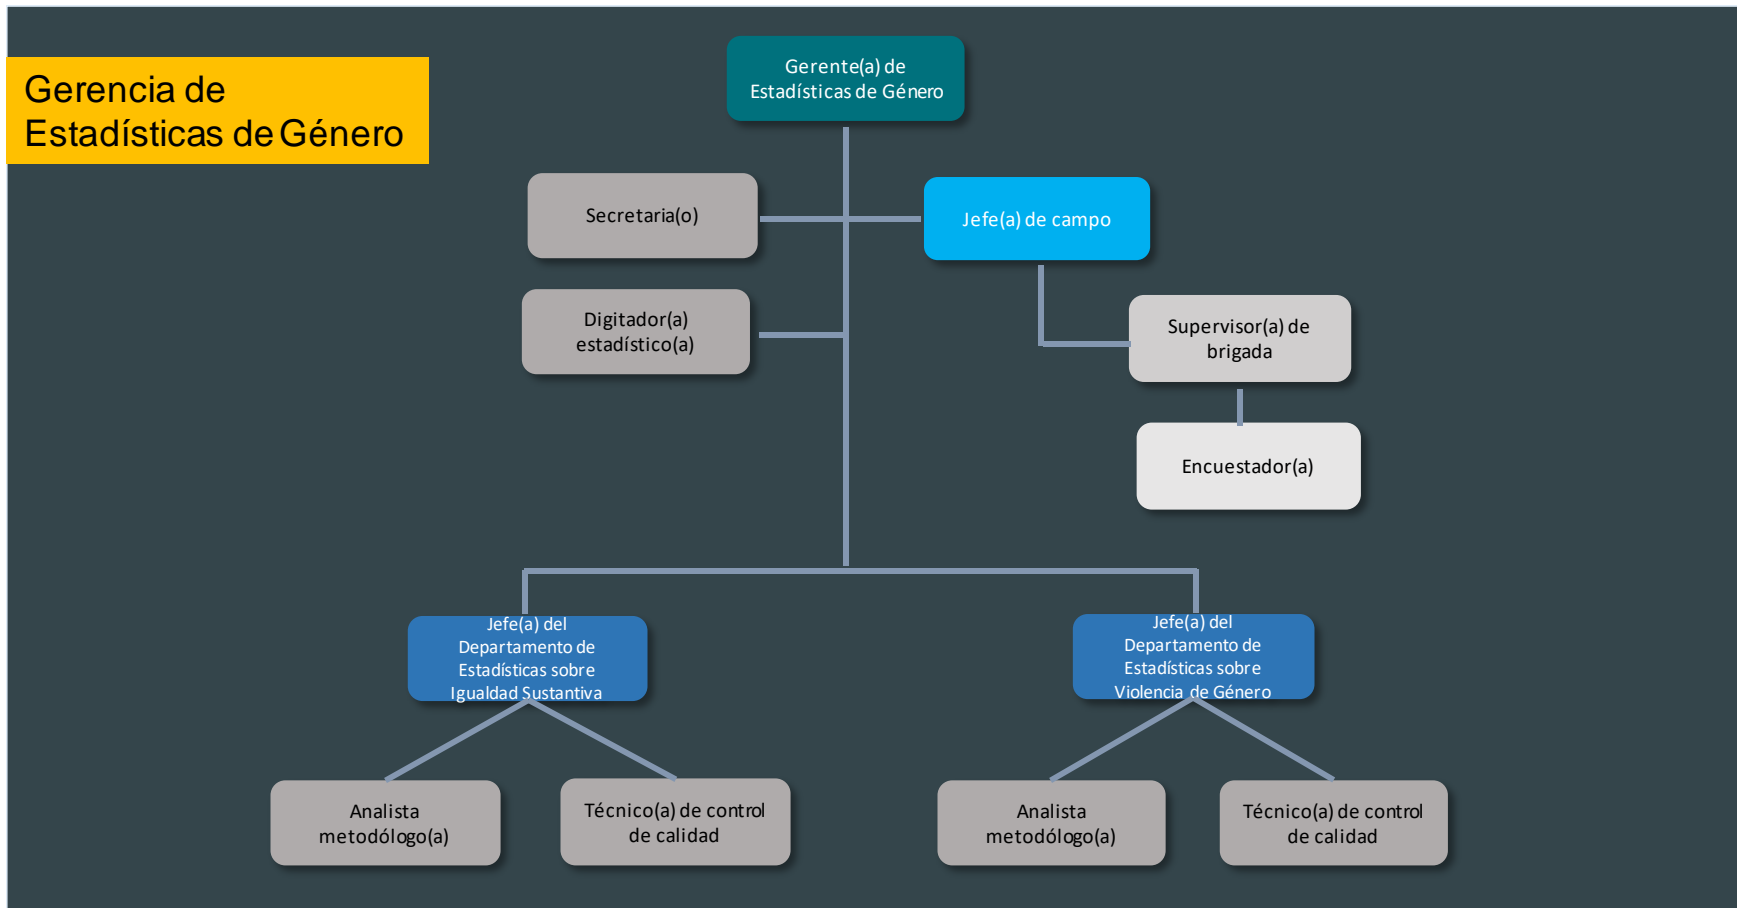 Gerencia de
Estadísticas de Género
Gerente(a) de
Estadísticas de Género
Secretaria(o)
Jefe(a) de campo
Digitador(a)
estadístico(a)
Supervisor(a) de
brigada
Encuestador(a)
Jefe(a) del
Departamento de
Estadísticas sobre
Igualdad Sustantiva
Jefe(a) del
Departamento de
Estadísticas sobre
Violencia de Género
Analista
metodólogo(a)
Técnico(a) de control
de calidad
Analista
metodólogo(a)
Técnico(a) de control
de calidad